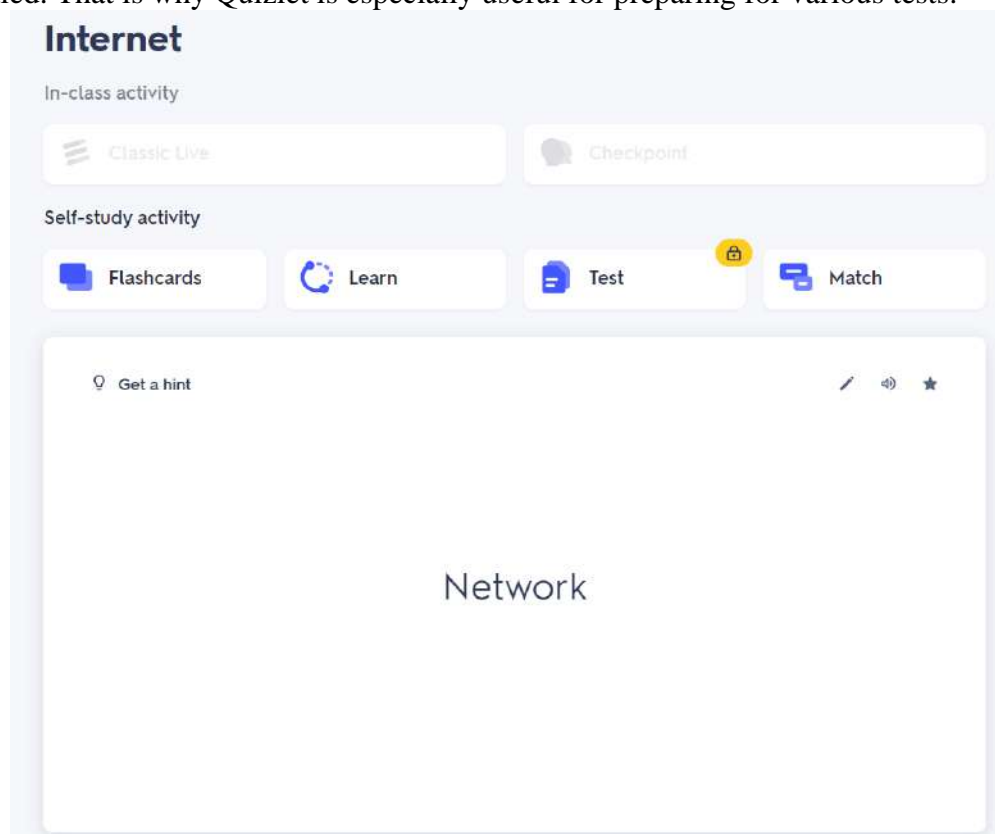 That is why Quizlet is especially useful for preparing for various tests.
Internet
In-class activity
Classic Live
Checkpoint
Self-study activity
Flashcards
Learn
Test
Match
Get a hint
Network